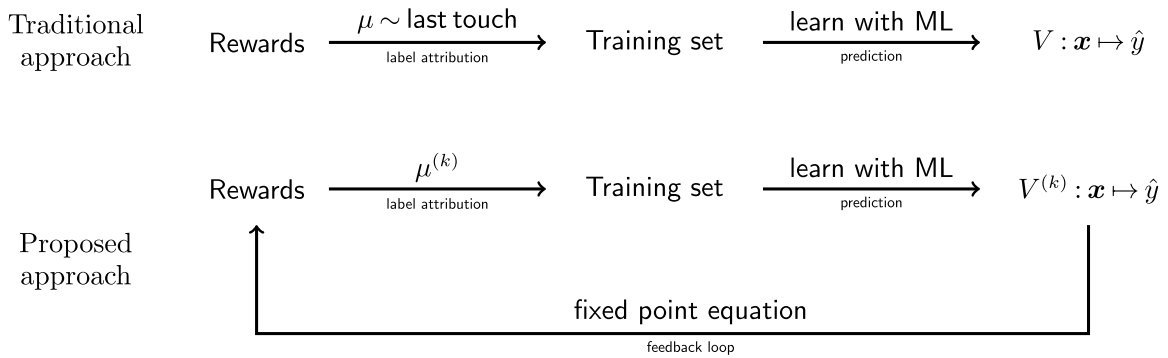 Traditional
approach
Rewards
μ ∼ last touch
label attribution
Training set
learn with ML
prediction
V : x ↦ ŷ
Rewards
μ^(k)
label attribution
Training set
learn with ML
prediction
V^(k) : x ↦ ŷ
Proposed
approach
fixed point equation
feedback loop